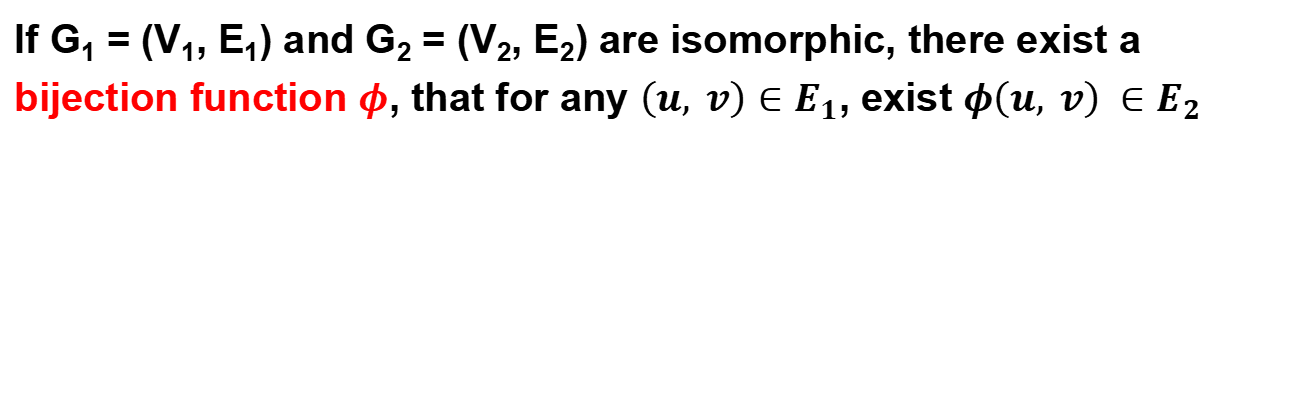 If G₁ = (V₁, E₁) and G₂ = (V₂, E₂) are isomorphic, there exist a
bijection function ϕ, that for any (u, v) ∈ E₁, exist ϕ(u, v) ∈ E₂